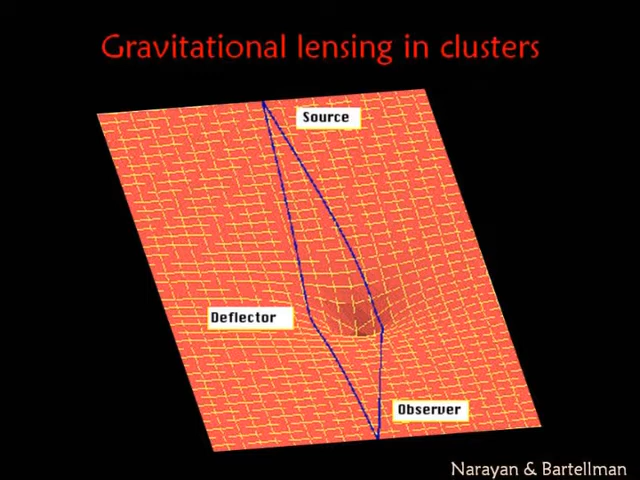 Gravitational lensing in clusters
Source
Deflector
Observer
Narayan & Bartellman